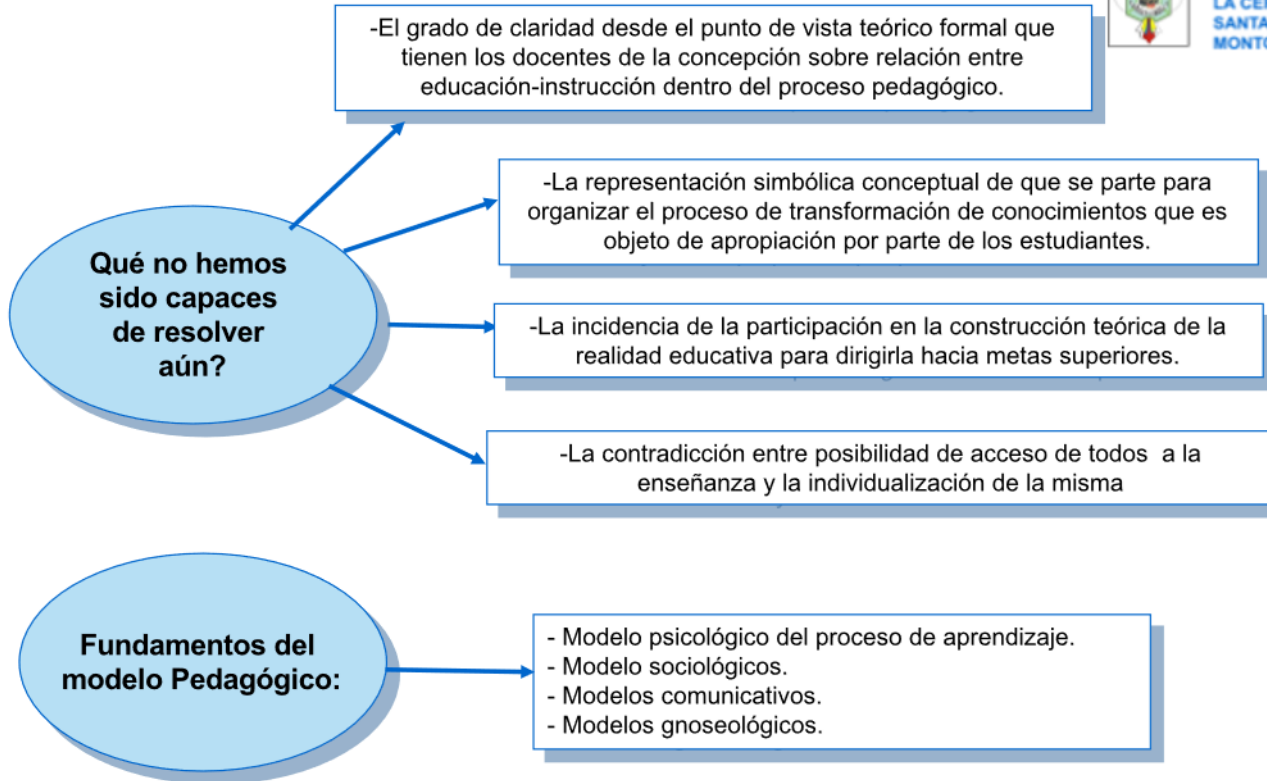 SANTA
-El grado de claridad desde el punto de vista teórico formal que
tienen los docentes de la concepción sobre relación entre
educación-instrucción dentro del proceso pedagógico.
-La representación simbólica conceptual de que se parte para
organizar el proceso de transformación de conocimientos que es
objeto de apropiación por parte de los estudiantes.
Qué no hemos
sido capaces
de resolver
aún?
-La incidencia de la participación en la construcción teórica de la
realidad educativa para dirigirla hacia metas superiores.
-La contradicción entre posibilidad de acceso de todos  a la
enseñanza y la individualización de la misma
Fundamentos del
modelo Pedagógico:
- Modelo psicológico del proceso de aprendizaje.
- Modelo sociológicos.
- Modelos comunicativos.
- Modelos gnoseológicos.